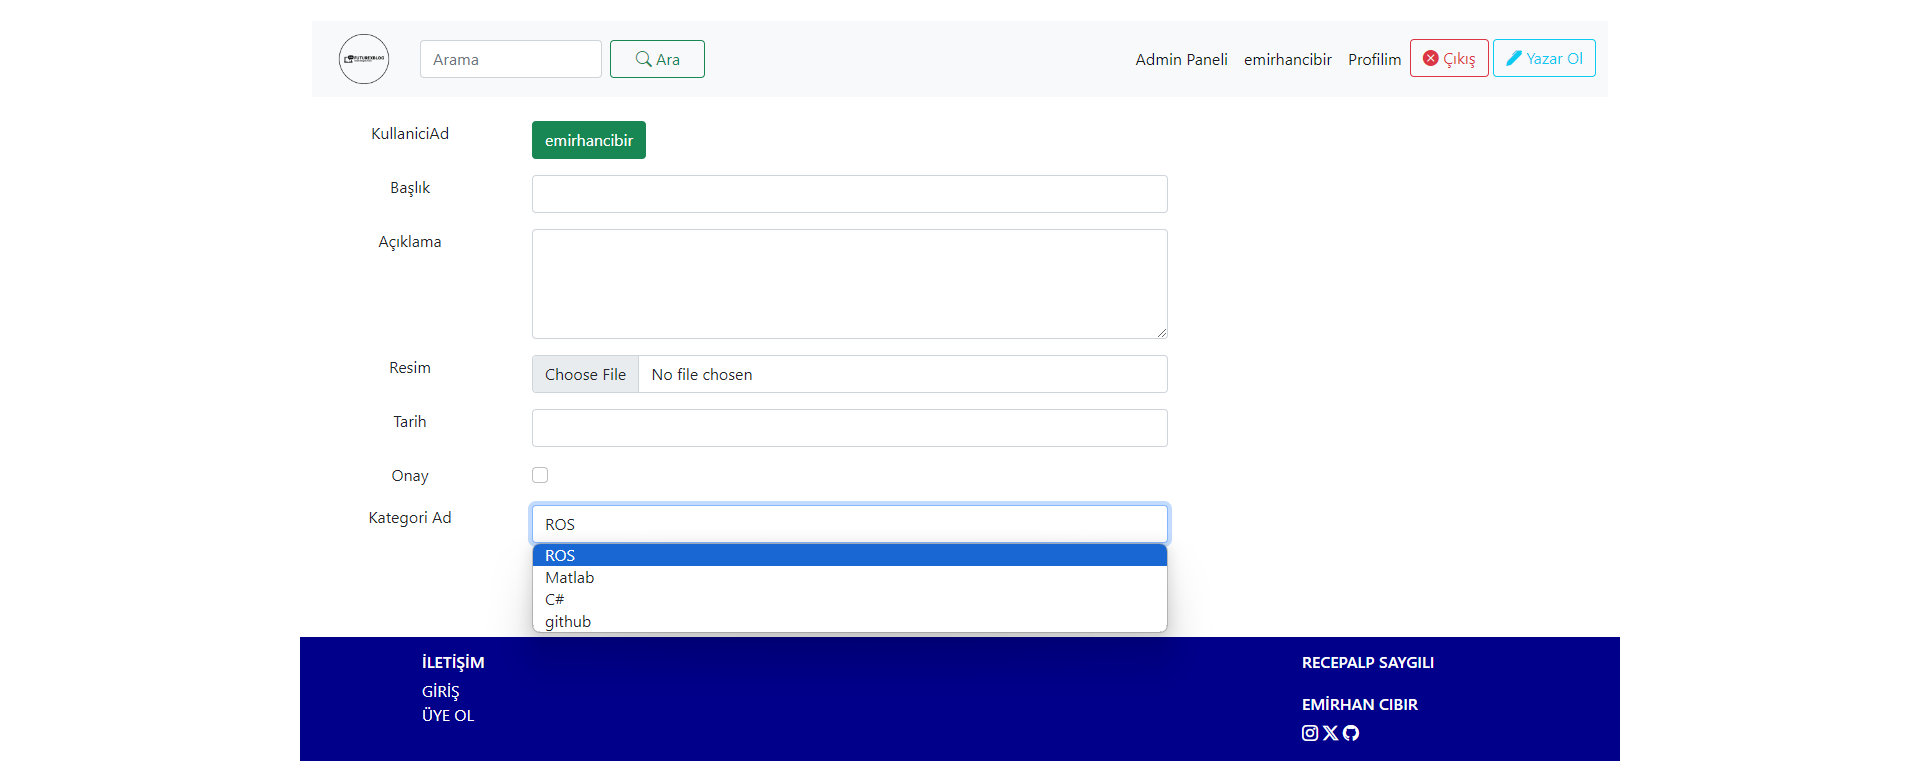 FUTUREXBLOG
Arama
Ara
Admin Paneli
emirhancibir
Profilim
Çıkış
Yazar Ol
KullaniciAd
emirhancibir
Başlık
Açıklama
Resim
Choose File
No file chosen
Tarih
Onay
Kategori Ad
ROS
ROS
Matlab
C#
github
İLETİŞİM
GİRİŞ
ÜYE OL
RECEPALP SAYGILI
EMİRHAN CIBIR